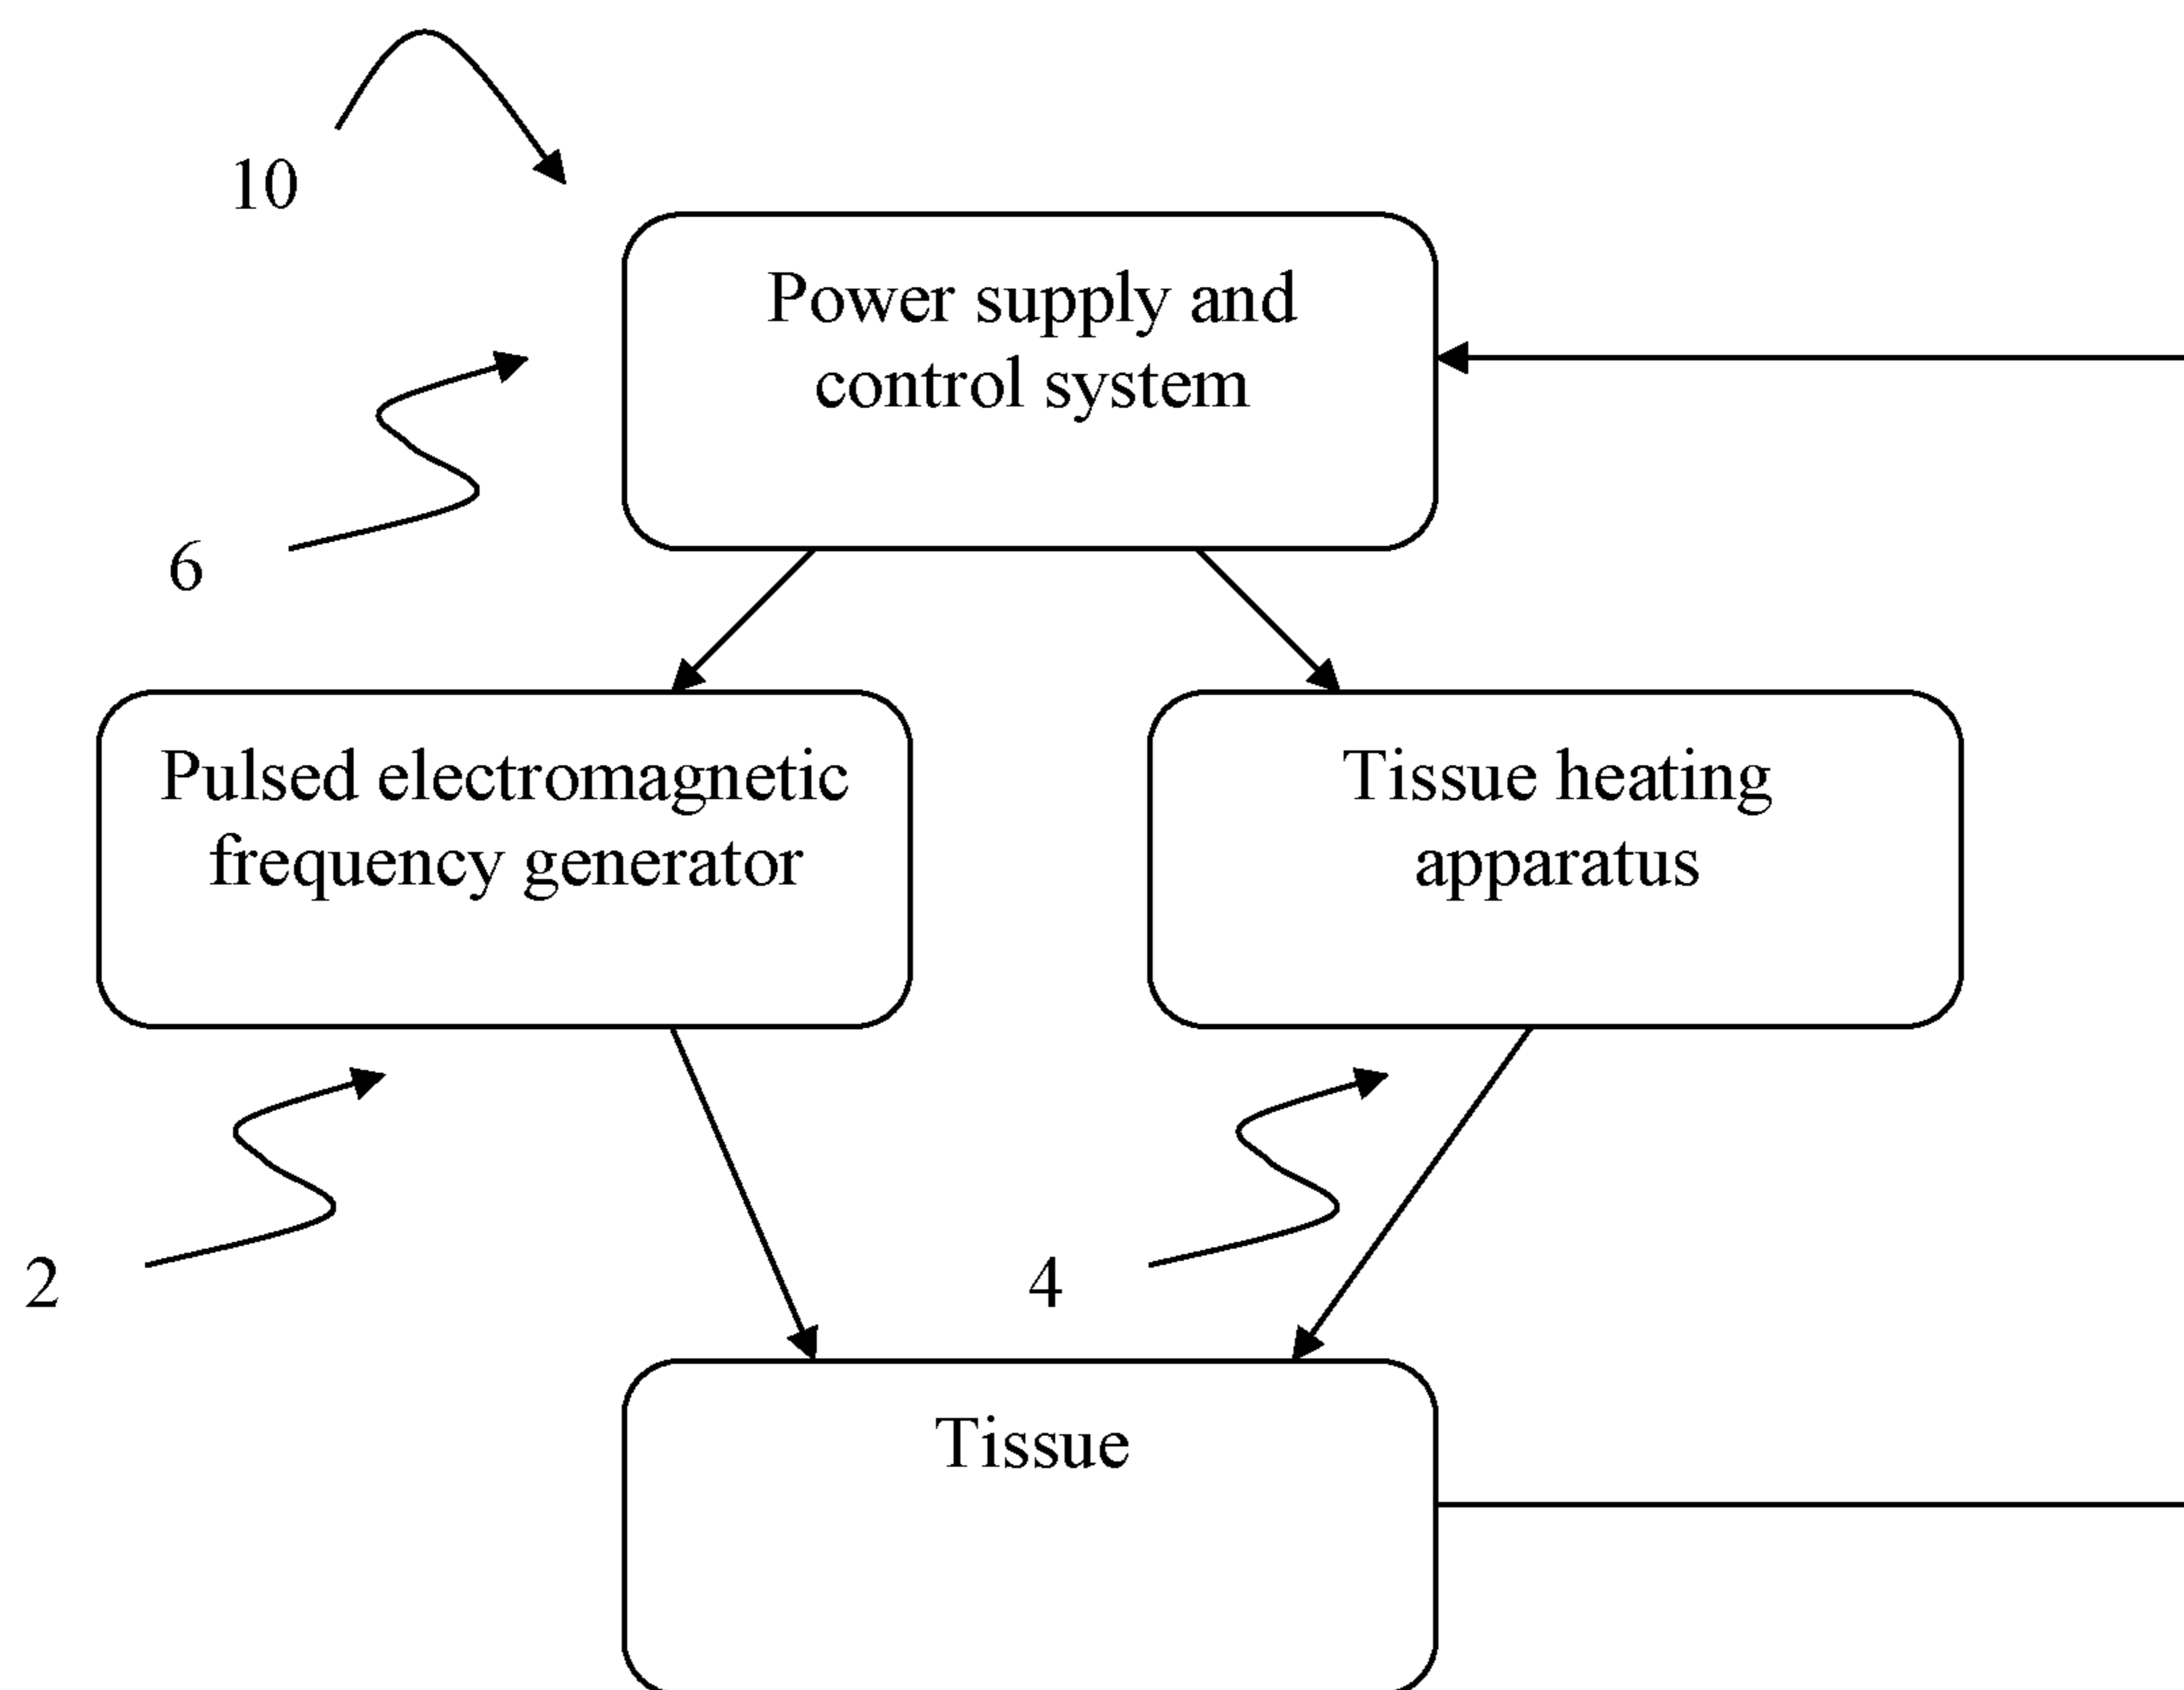 10
Power supply and
control system
6
Pulsed electromagnetic
frequency generator
Tissue heating
apparatus
2
4
Tissue